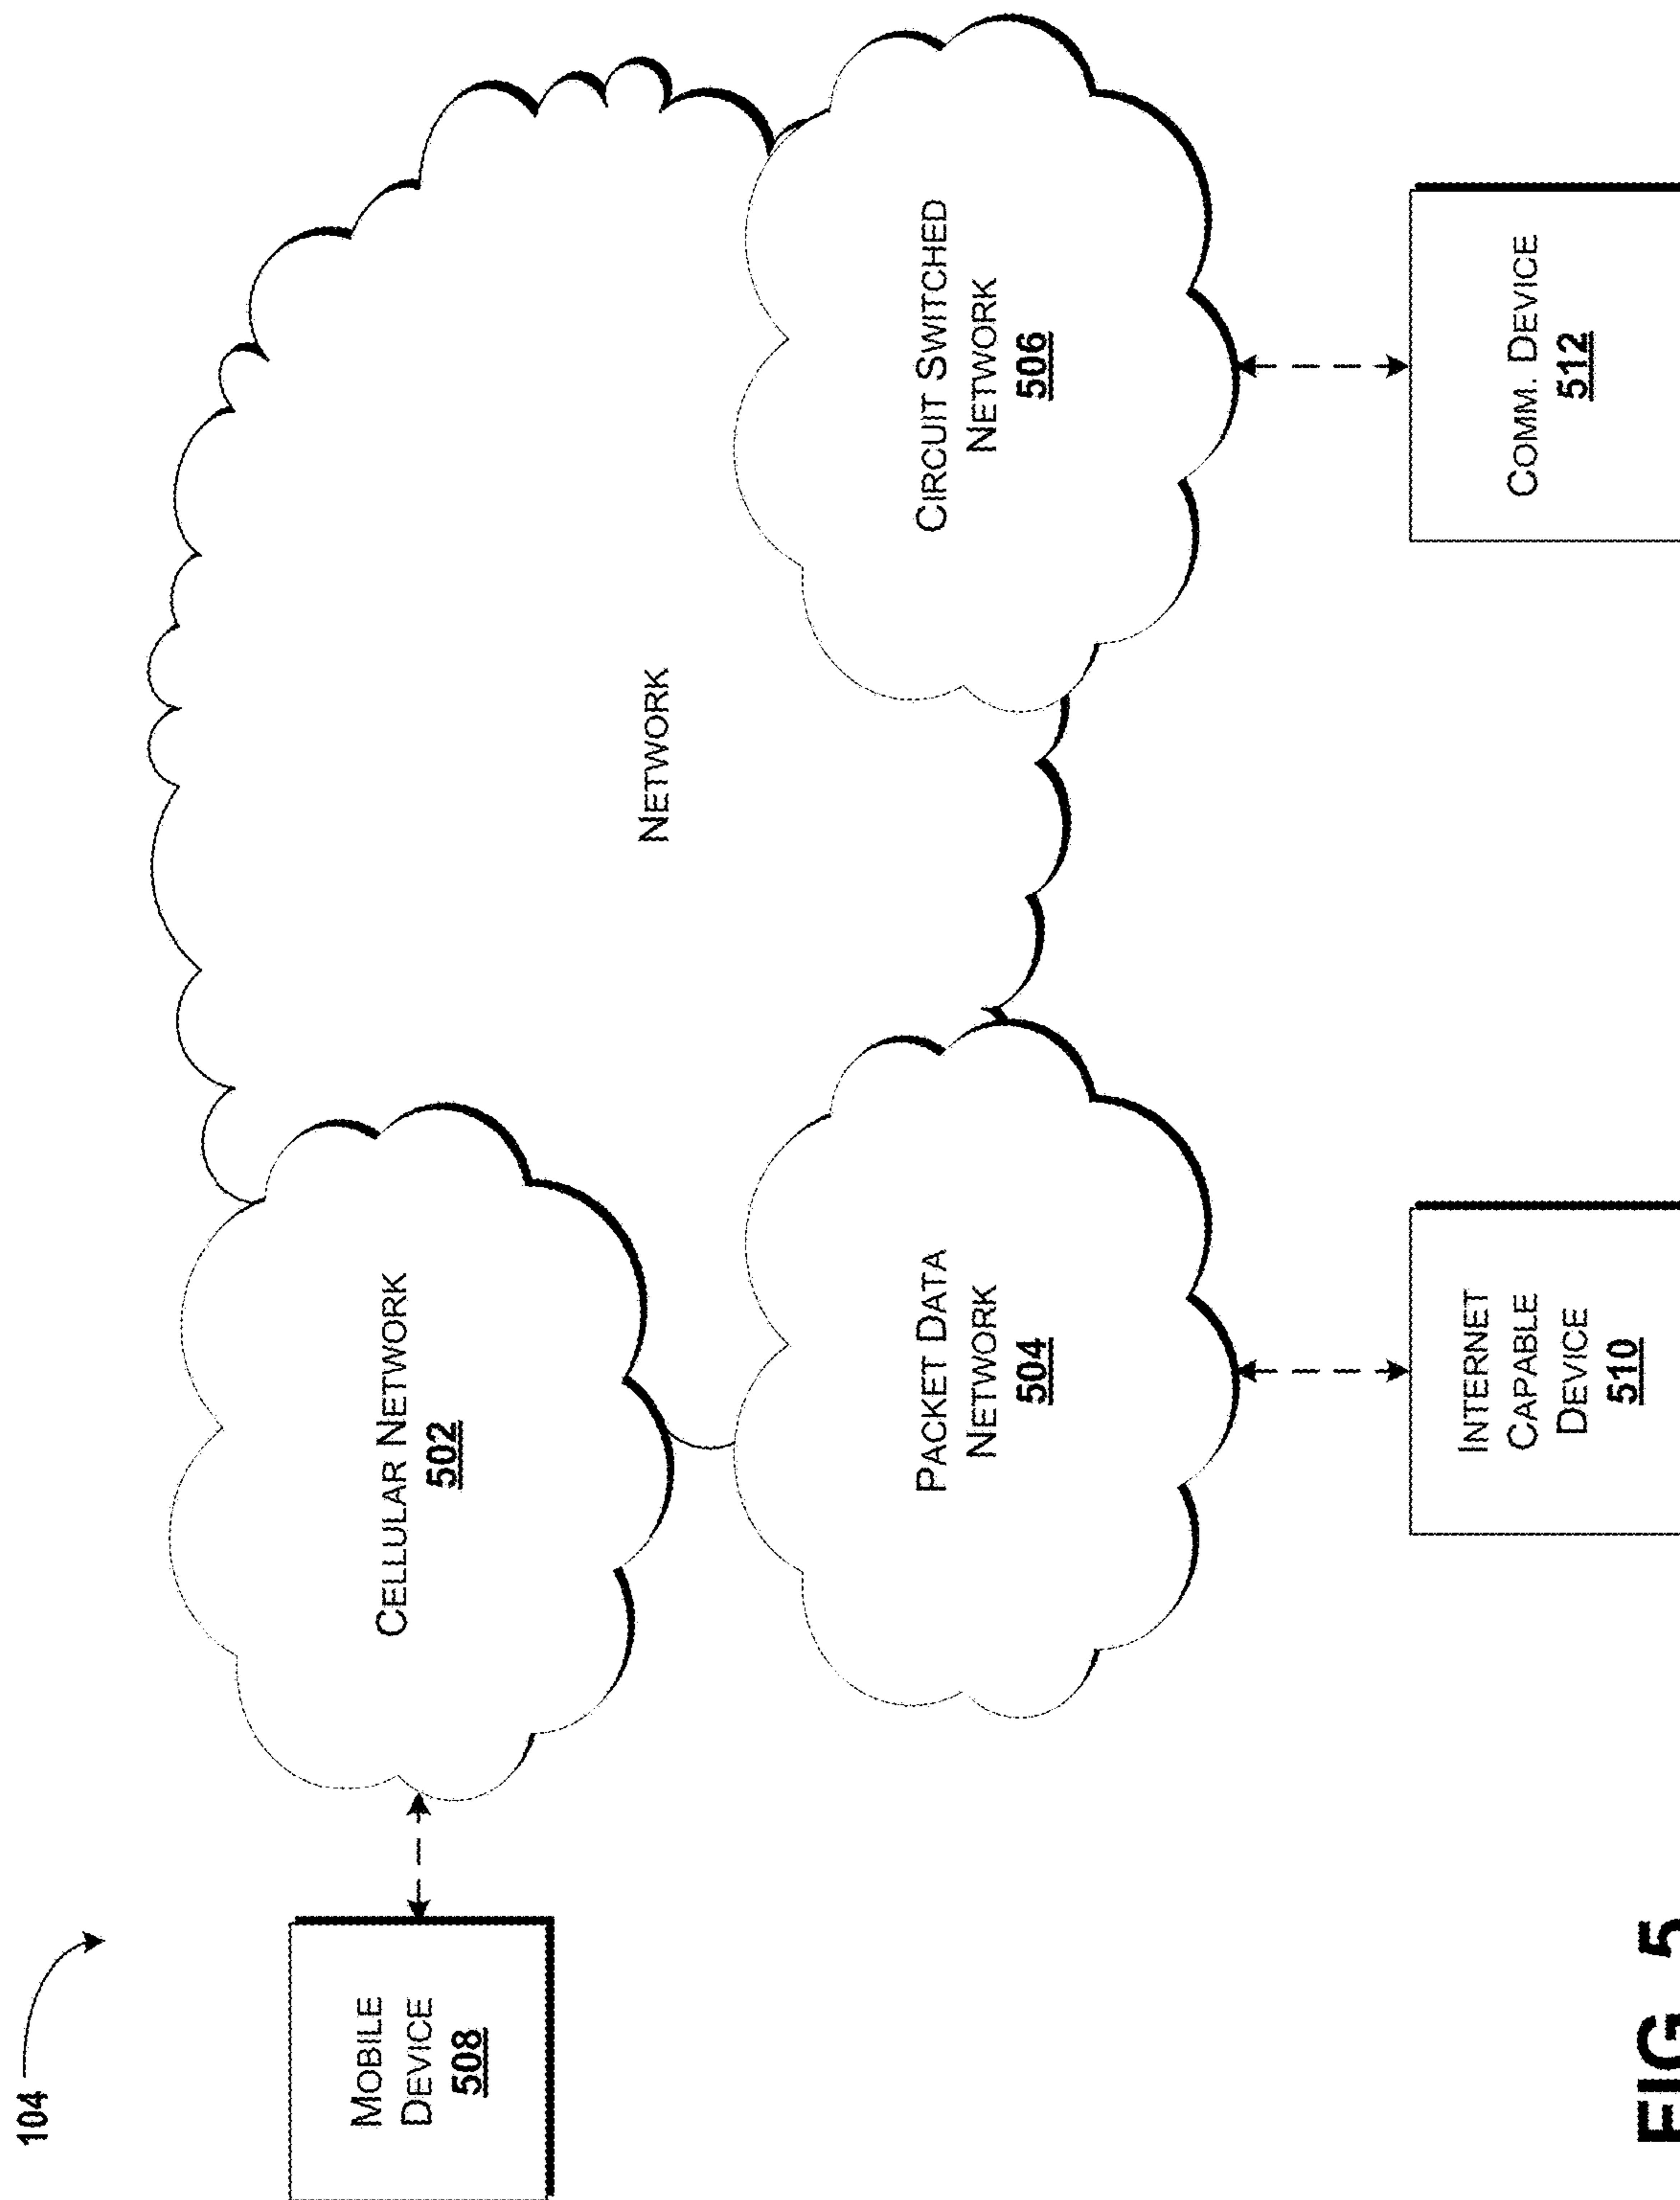 104
MOBILE
DEVICE
508
CELLULAR NETWORK
502
NETWORK
PACKET DATA
NETWORK
504
CIRCUIT SWITCHED
NETWORK
506
INTERNET
CAPABLE
DEVICE
510
COMM. DEVICE
512
FIG. 5